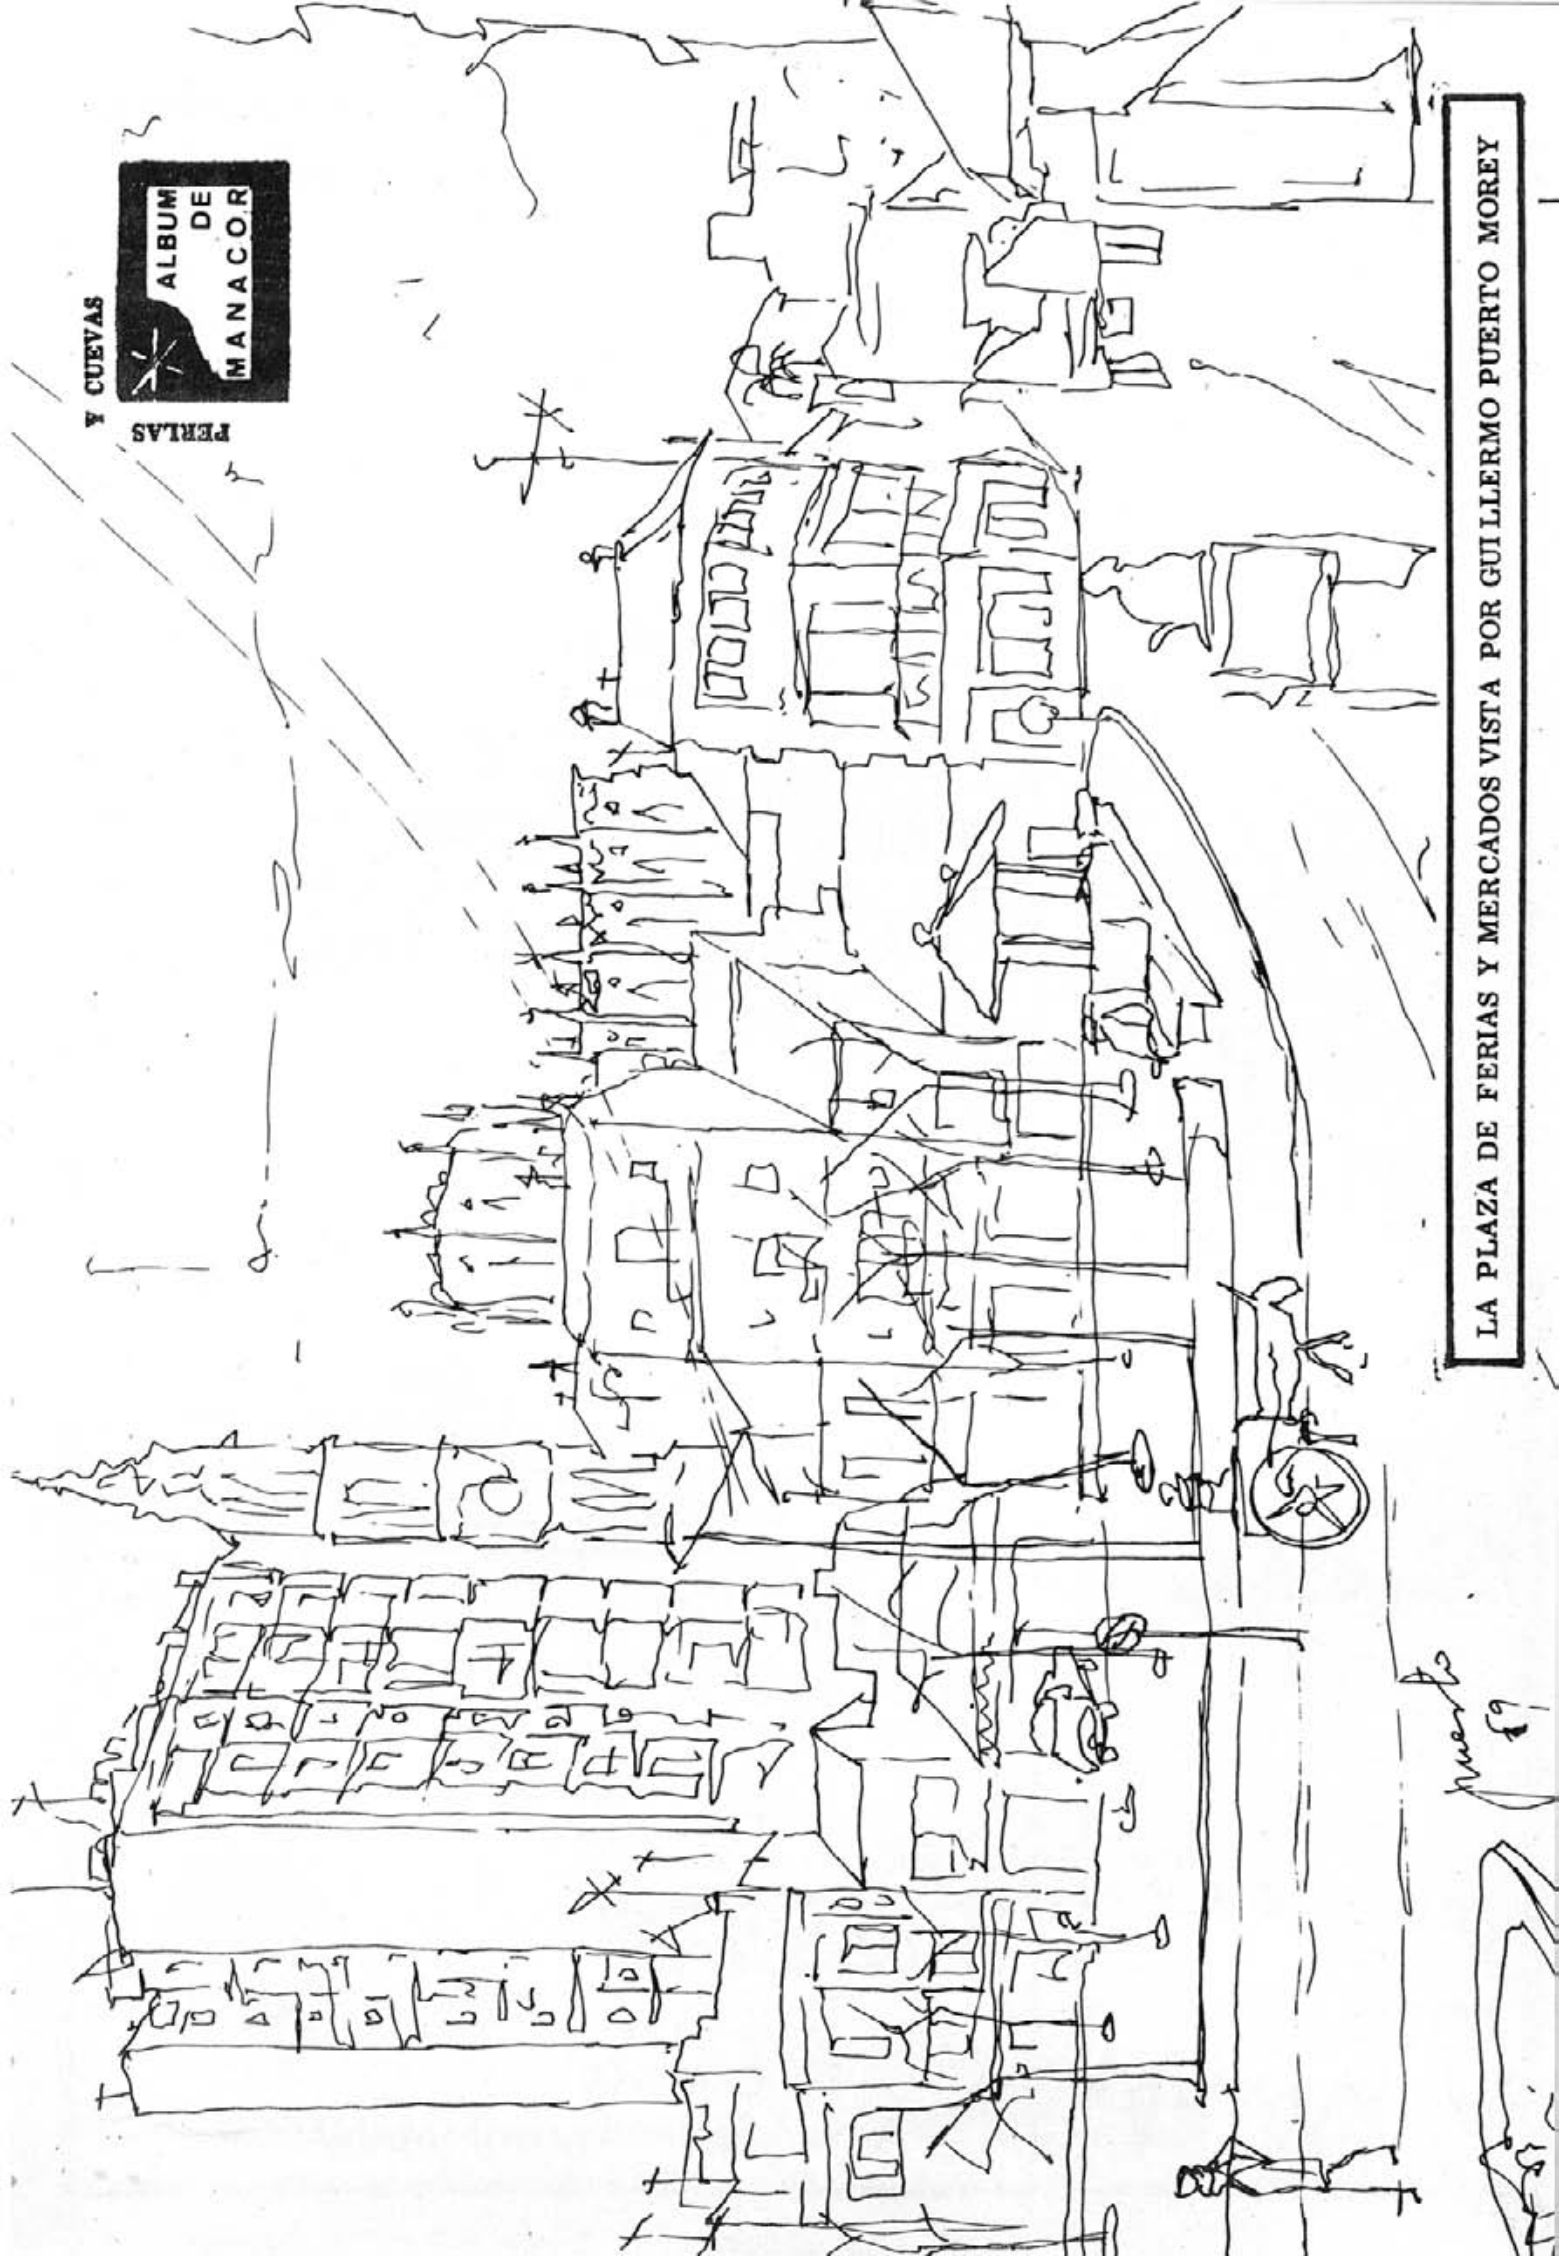 Y CUEVAS
PERLAS
ALBUM
DE
MANACOR
LA PLAZA DE FERIAS Y MERCADOS VISTA POR GUILLERMO PUERTO MOREY